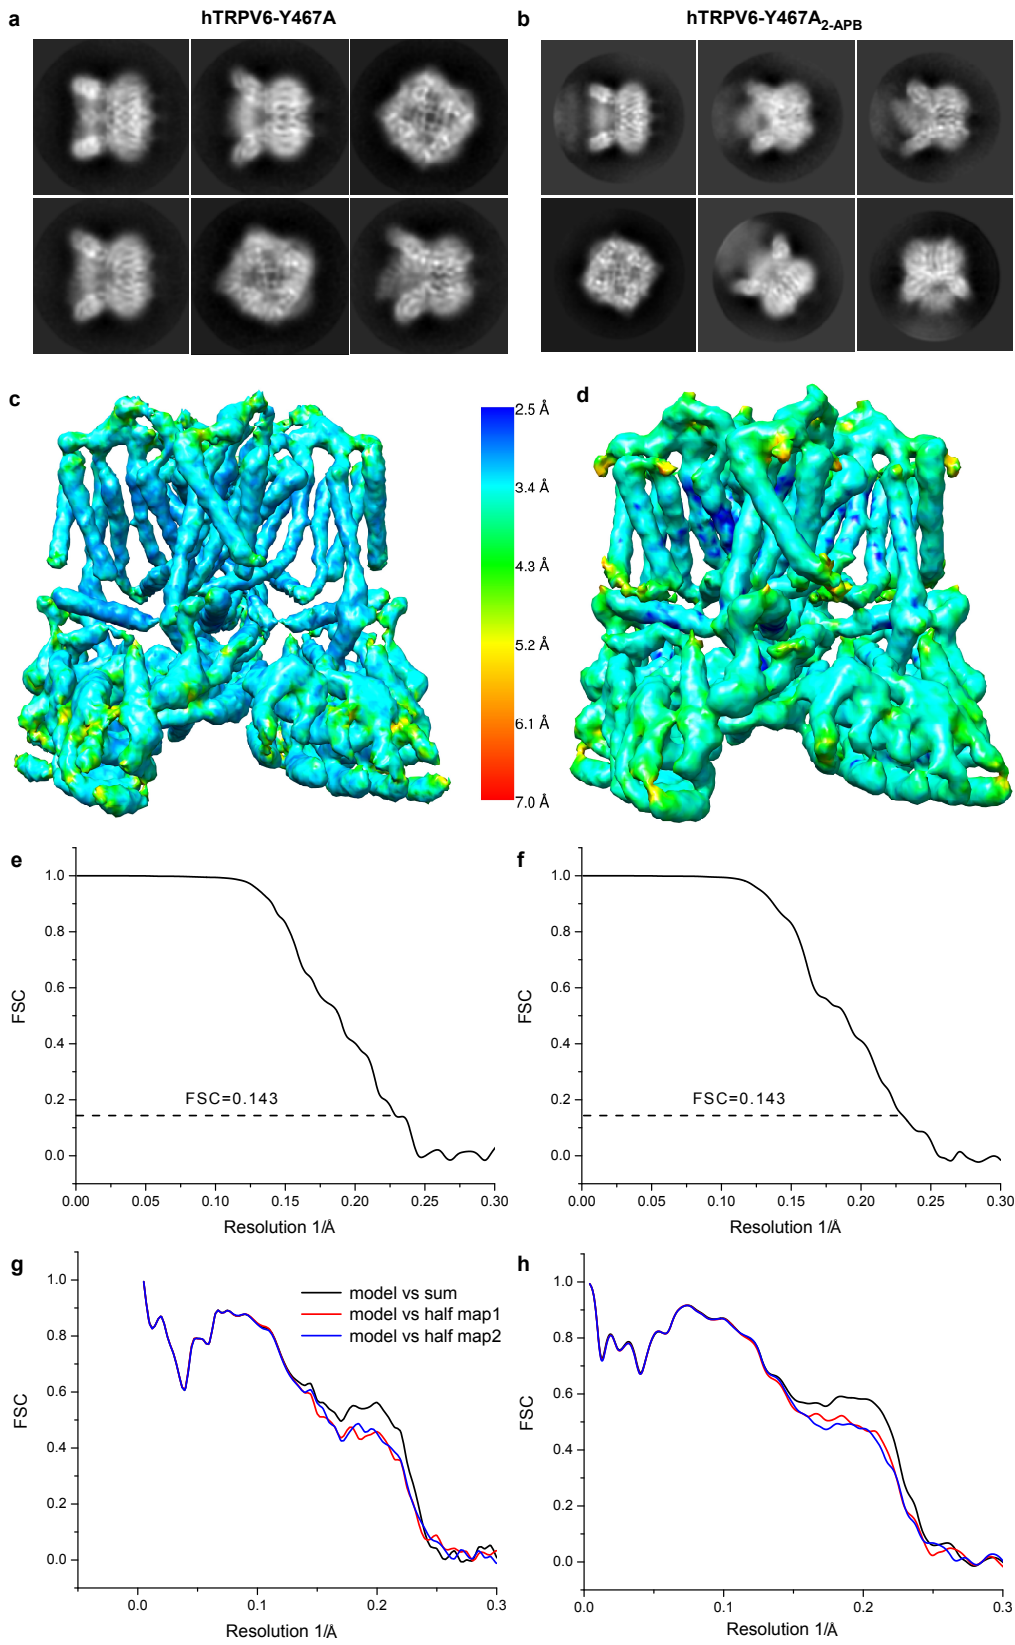 a hTRPV6-Y467A
b hTRPV6-Y467A2-APB
c
2.5 Å
3.4 Å
4.3 Å
5.2 Å
6.1 Å
7.0 Å
d
e
1.0
0.8
0.6
0.4
0.2
0.0
FSC
FSC=0.143
0.00 0.05 0.10 0.15 0.20 0.25 0.30
Resolution 1/Å
f
1.0
0.8
0.6
0.4
0.2
0.0
FSC
FSC=0.143
0.00 0.05 0.10 0.15 0.20 0.25 0.30
Resolution 1/Å
g
1.0
0.8
0.6
0.4
0.2
0.0
FSC
model vs sum
model vs half map1
model vs half map2
0.0 0.1 0.2 0.3
Resolution 1/Å
h
1.0
0.8
0.6
0.4
0.2
0.0
FSC
0.0 0.1 0.2 0.3
Resolution 1/Å